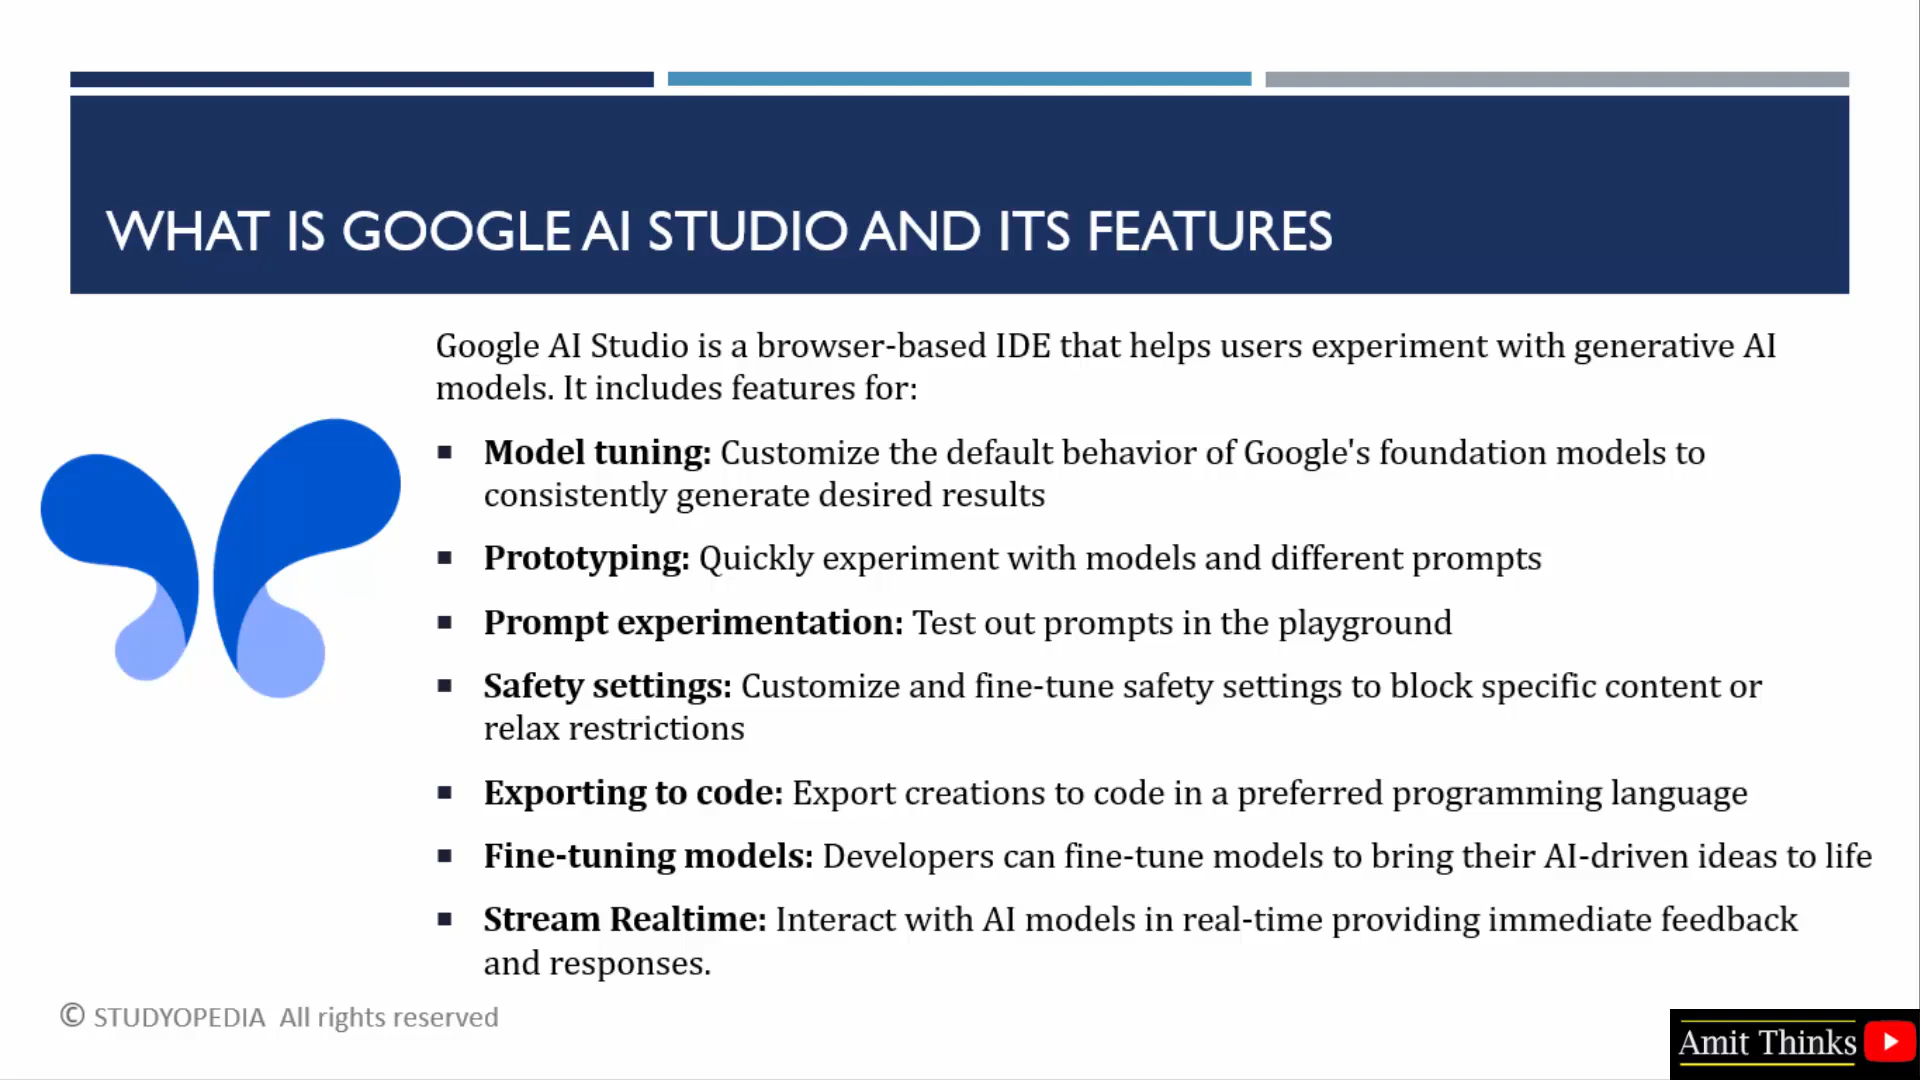 WHAT IS GOOGLE AI STUDIO AND ITS FEATURES
Google AI Studio is a browser-based IDE that helps users experiment with generative AI
models. It includes features for:
▪ Model tuning: Customize the default behavior of Google's foundation models to
consistently generate desired results
▪ Prototyping: Quickly experiment with models and different prompts
▪ Prompt experimentation: Test out prompts in the playground
▪ Safety settings: Customize and fine-tune safety settings to block specific content or
relax restrictions
▪ Exporting to code: Export creations to code in a preferred programming language
▪ Fine-tuning models: Developers can fine-tune models to bring their AI-driven ideas to life
▪ Stream Realtime: Interact with AI models in real-time providing immediate feedback
and responses.
© STUDYOPEDIA All rights reserved
Amit Thinks